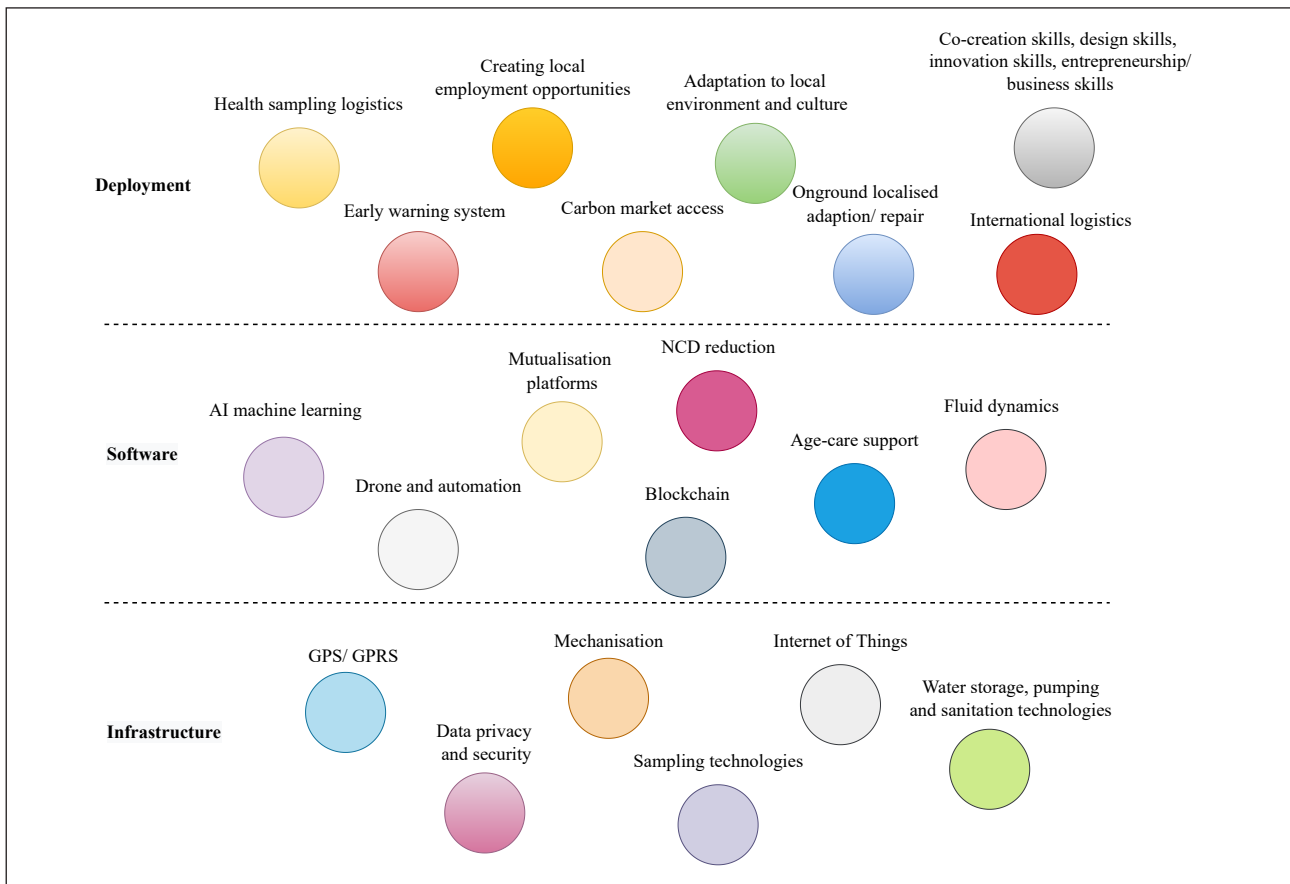 Co-creation skills, design skills,
innovation skills, entrepreneurship/
business skills
Creating local
employment opportunities
Adaptation to local
environment and culture
Health sampling logistics
Deployment
Early warning system
Carbon market access
Onground localised
adaption/ repair
International logistics
NCD reduction
Mutualisation
platforms
AI machine learning
Fluid dynamics
Age-care support
Software
Drone and automation
Blockchain
Mechanisation
Internet of Things
GPS/ GPRS
Water storage, pumping
and sanitation technologies
Infrastructure
Data privacy
and security
Sampling technologies